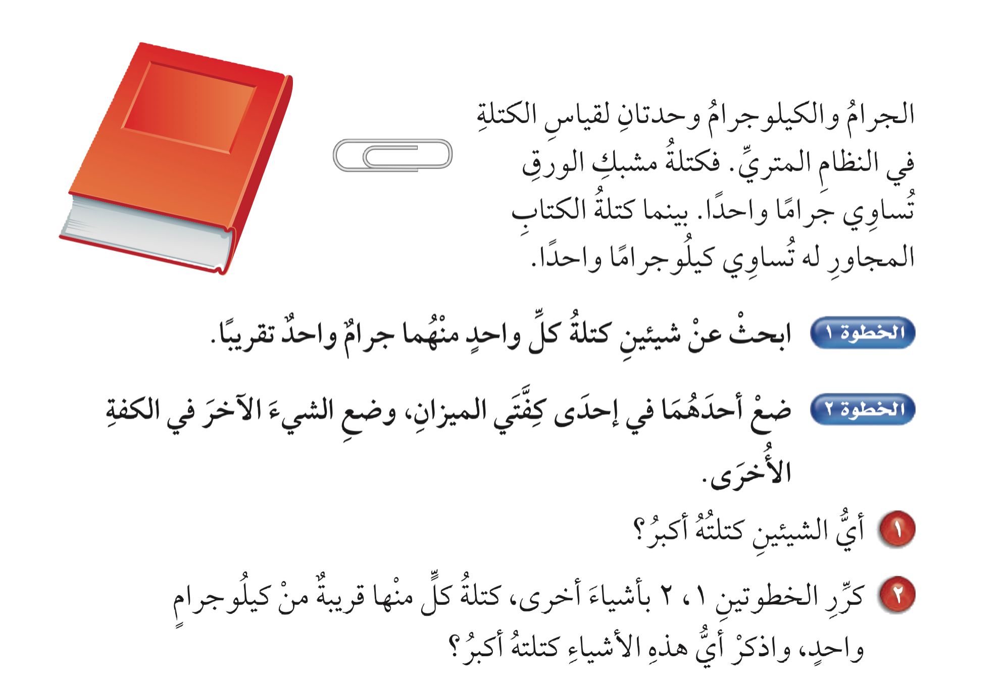 الجرامُ والكيلوجرامُ وحدتانِ لقياسِ الكتلةِ
في النظامِ المتريِّ. فكتلةُ مشبكِ الورقِ
تُساوِي جرامًا واحدًا. بينما كتلةُ الكتابِ
المجاورِ له تُساوِي كيلُوجرامًا واحدًا.
الخطوة ١ ابحثْ عنْ شيئينِ كتلةُ كلِّ واحدٍ منْهُما جرامٌ واحدٌ تقريبًا.
الخطوة ٢ ضعْ أحدَهُمَا في إحدَى كِفَّتَي الميزانِ، وضعِ الشيءَ الآخرَ في الكفةِ
الأُخرَى.
١ أيُّ الشيئينِ كتلتُهُ أكبرُ؟
٢ كرِّرِ الخطوتينِ ١، ٢ بأشياءَ أخرى، كتلةُ كلٍّ منْها قريبةٌ منْ كيلُوجرامٍ
واحدٍ، واذكرْ أيُّ هذهِ الأشياءِ كتلتهُ أكبرُ؟